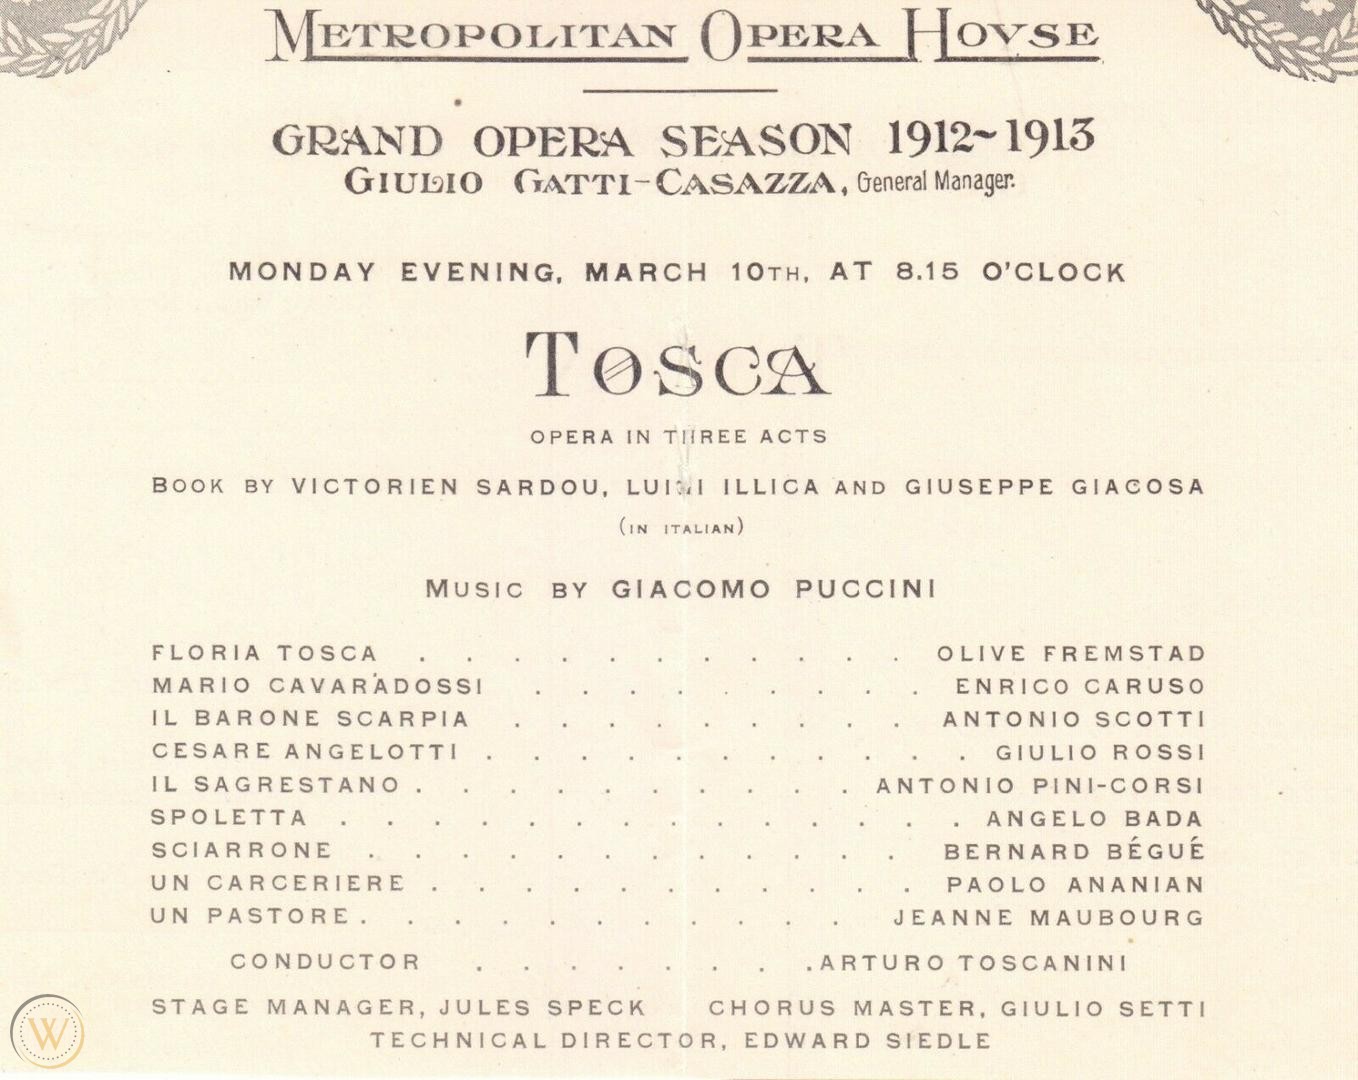 METROPOLITAN OPERA HOVSE
GRAND OPERA SEASON 1912~1913
GIULIO GATTI-CASAZZA, General Manager.
MONDAY EVENING, MARCH 10TH, AT 8.15 O'CLOCK
TOSCA
OPERA IN THREE ACTS
BOOK BY VICTORIEN SARDOU, LUIGI ILLICA AND GIUSEPPE GIACOSA
(IN ITALIAN)
MUSIC BY GIACOMO PUCCINI
FLORIA TOSCA . . . . . . . . . . . . OLIVE FREMSTAD
MARIO CAVARADOSSI . . . . . . . . ENRICO CARUSO
IL BARONE SCARPIA . . . . . . . . ANTONIO SCOTTI
CESARE ANGELOTTI . . . . . . . . . . GIULIO ROSSI
IL SAGRESTANO . . . . . . . . . . ANTONIO PINI-CORSI
SPOLETTA . . . . . . . . . . . . . ANGELO BADA
SCIARRONE . . . . . . . . . . . . BERNARD BÉGUÉ
UN CARCERIERE . . . . . . . . . . . PAOLO ANANIAN
UN PASTORE . . . . . . . . . . . JEANNE MAUBOURG
CONDUCTOR . . . . . . . . ARTURO TOSCANINI
STAGE MANAGER, JULES SPECK CHORUS MASTER, GIULIO SETTI
TECHNICAL DIRECTOR, EDWARD SIEDLE
W